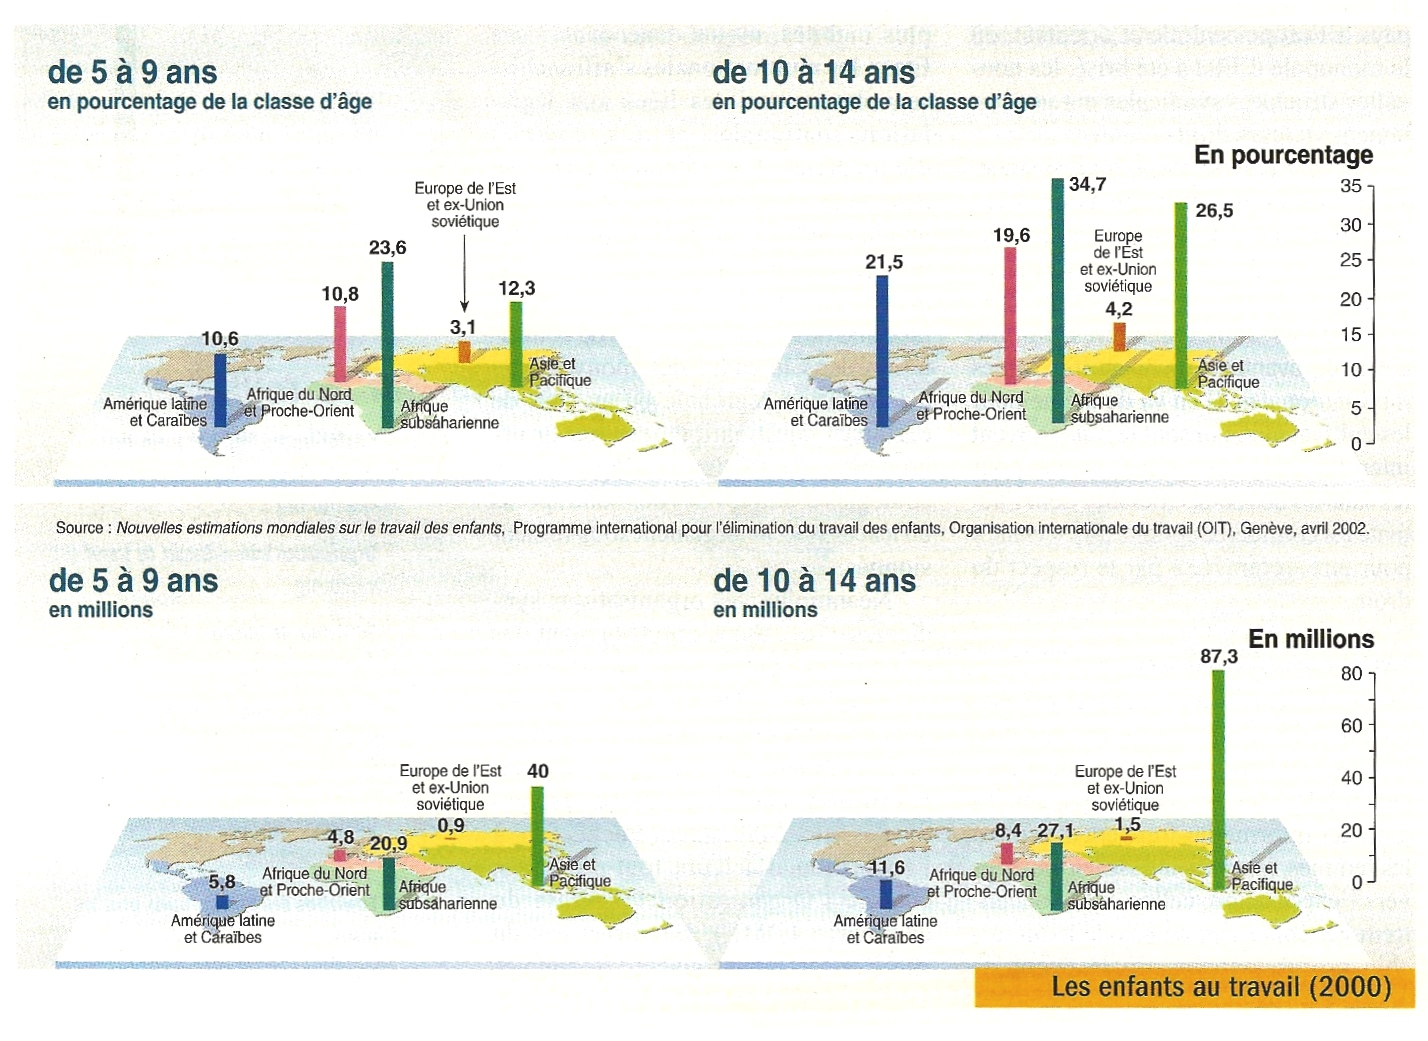 de 5 à 9 ans
en pourcentage de la classe d'âge
Europe de l'Est
et ex-Union
soviétique
23,6
10,8
12,3
3,1
10,6
Asie et
Pacifique
Afrique du Nord
et Proche-Orient
Amérique latine
et Caraïbes
Afrique
subsaharienne
de 10 à 14 ans
en pourcentage de la classe d'âge
En pourcentage
34,7
26,5
19,6
Europe
de l'Est
et ex-Union
soviétique
21,5
4,2
Asie et
Pacifique
Afrique du Nord
et Proche-Orient
Amérique latine
et Caraïbes
Afrique
subsaharienne
35
30
25
20
15
10
5
0
Source : Nouvelles estimations mondiales sur le travail des enfants, Programme international pour l'élimination du travail des enfants, Organisation internationale du travail (OIT), Genève, avril 2002.
de 5 à 9 ans
en millions
Europe de l'Est
et ex-Union
soviétique
40
0,9
4,8
20,9
Afrique du Nord
et Proche-Orient
Asie et
Pacifique
5,8
Afrique
subsaharienne
Amérique latine
et Caraïbes
de 10 à 14 ans
en millions
En millions
87,3
Europe de l'Est
et ex-Union
soviétique
1,5
8,4
27,1
11,6
Afrique du Nord
et Proche-Orient
Asie et
Pacifique
Afrique
subsaharienne
Amérique latine
et Caraïbes
80
60
40
20
0
Les enfants au travail (2000)